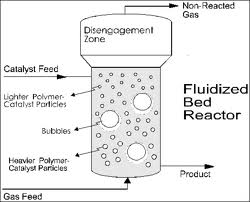 Non-Reacted
Gas
Disengagement
Zone
Catalyst Feed
Lighter Polymer-
Catalyst Particles
Fluidized
Bed
Reactor
Bubbles
Heavier Polymer-
Catalyst Particles
Product
Gas Feed